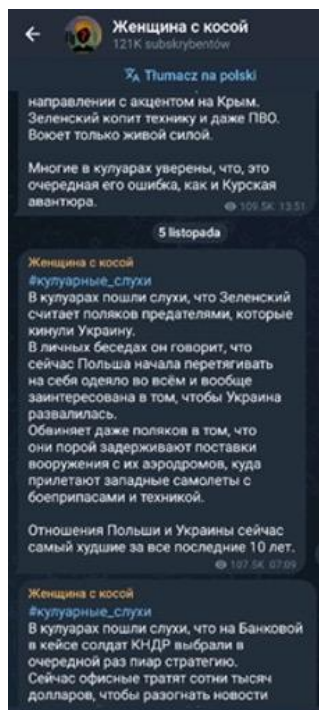 Женщина с косой
121K subskrybentów
Tłumacz na polski
направлении с акцентом на Крым.
Зеленский копит технику и даже ПВО.
Воюет только живой силой.
Многие в кулуарах уверены, что, это
очередная его ошибка, как и Курская
авантюра.
109.5K 13:51
5 listopada
Женщина с косой
#кулуарные_слухи
В кулуарах пошли слухи, что Зеленский
считает поляков предателями, которые
кинули Украину.
В личных беседах он говорит, что
сейчас Польша начала перетягивать
на себя одеяло во всём и вообще
заинтересована в том, чтобы Украина
развалилась.
Обвиняет даже поляков в том, что
они порой задерживают поставки
вооружения с их аэродромов, куда
прилетают западные самолеты с
боеприпасами и техникой.
Отношения Польши и Украины сейчас
самый худшие за все последние 10 лет.
107.5K 07:09
Женщина с косой
#кулуарные_слухи
В кулуарах пошли слухи, что на Банковой
в кейсе солдат КНДР выбрали в
очередной раз пиар стратегию.
Сейчас офисные тратят сотни тысяч
долларов, чтобы разогнать новости